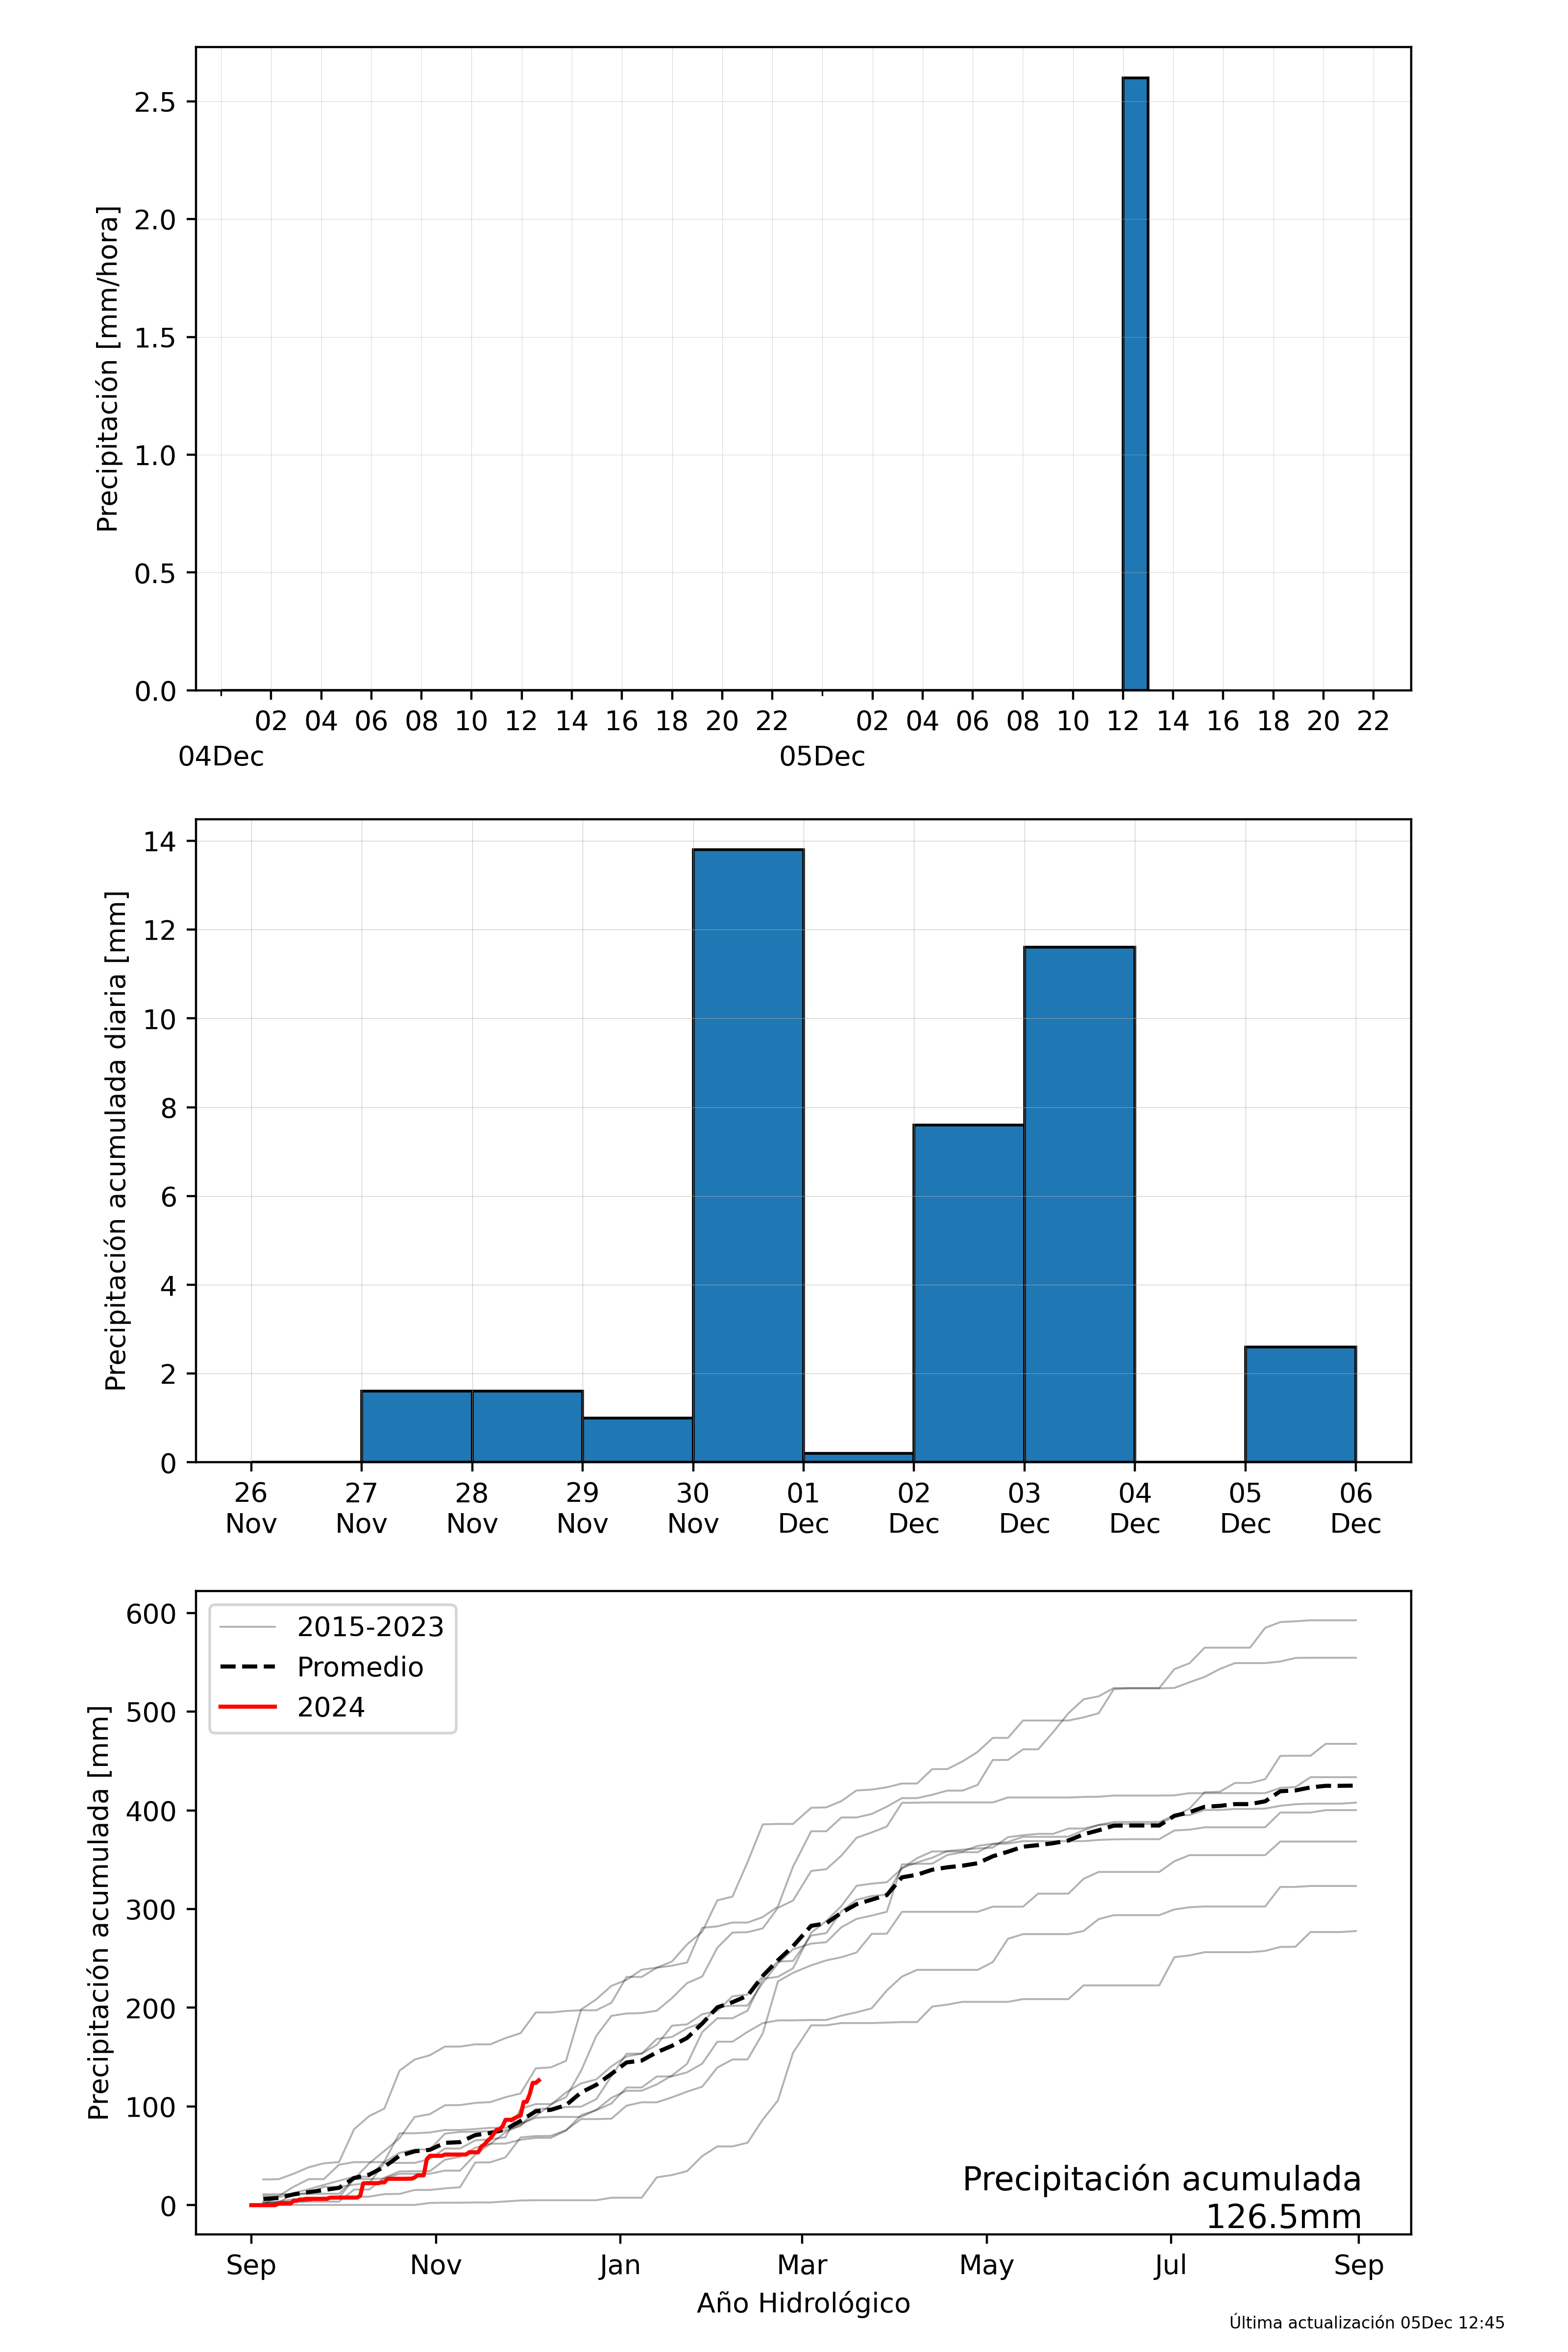 Precipitación [mm/hora]
2.5
2.0
1.5
1.0
0.5
0.0
02 04 06 08 10 12 14 16 18 20 22 02 04 06 08 10 12 14 16 18 20 22
04Dec 05Dec
Precipitación acumulada diaria [mm]
14
12
10
8
6
4
2
0
26 27 28 29 30 01 02 03 04 05 06
Nov Nov Nov Nov Nov Dec Dec Dec Dec Dec Dec
Precipitación acumulada [mm]
600
500
400
300
200
100
0
2015-2023
Promedio
2024
Precipitación acumulada
126.5mm
Sep Nov Jan Mar May Jul Sep
Año Hidrológico
Última actualización 05Dec 12:45